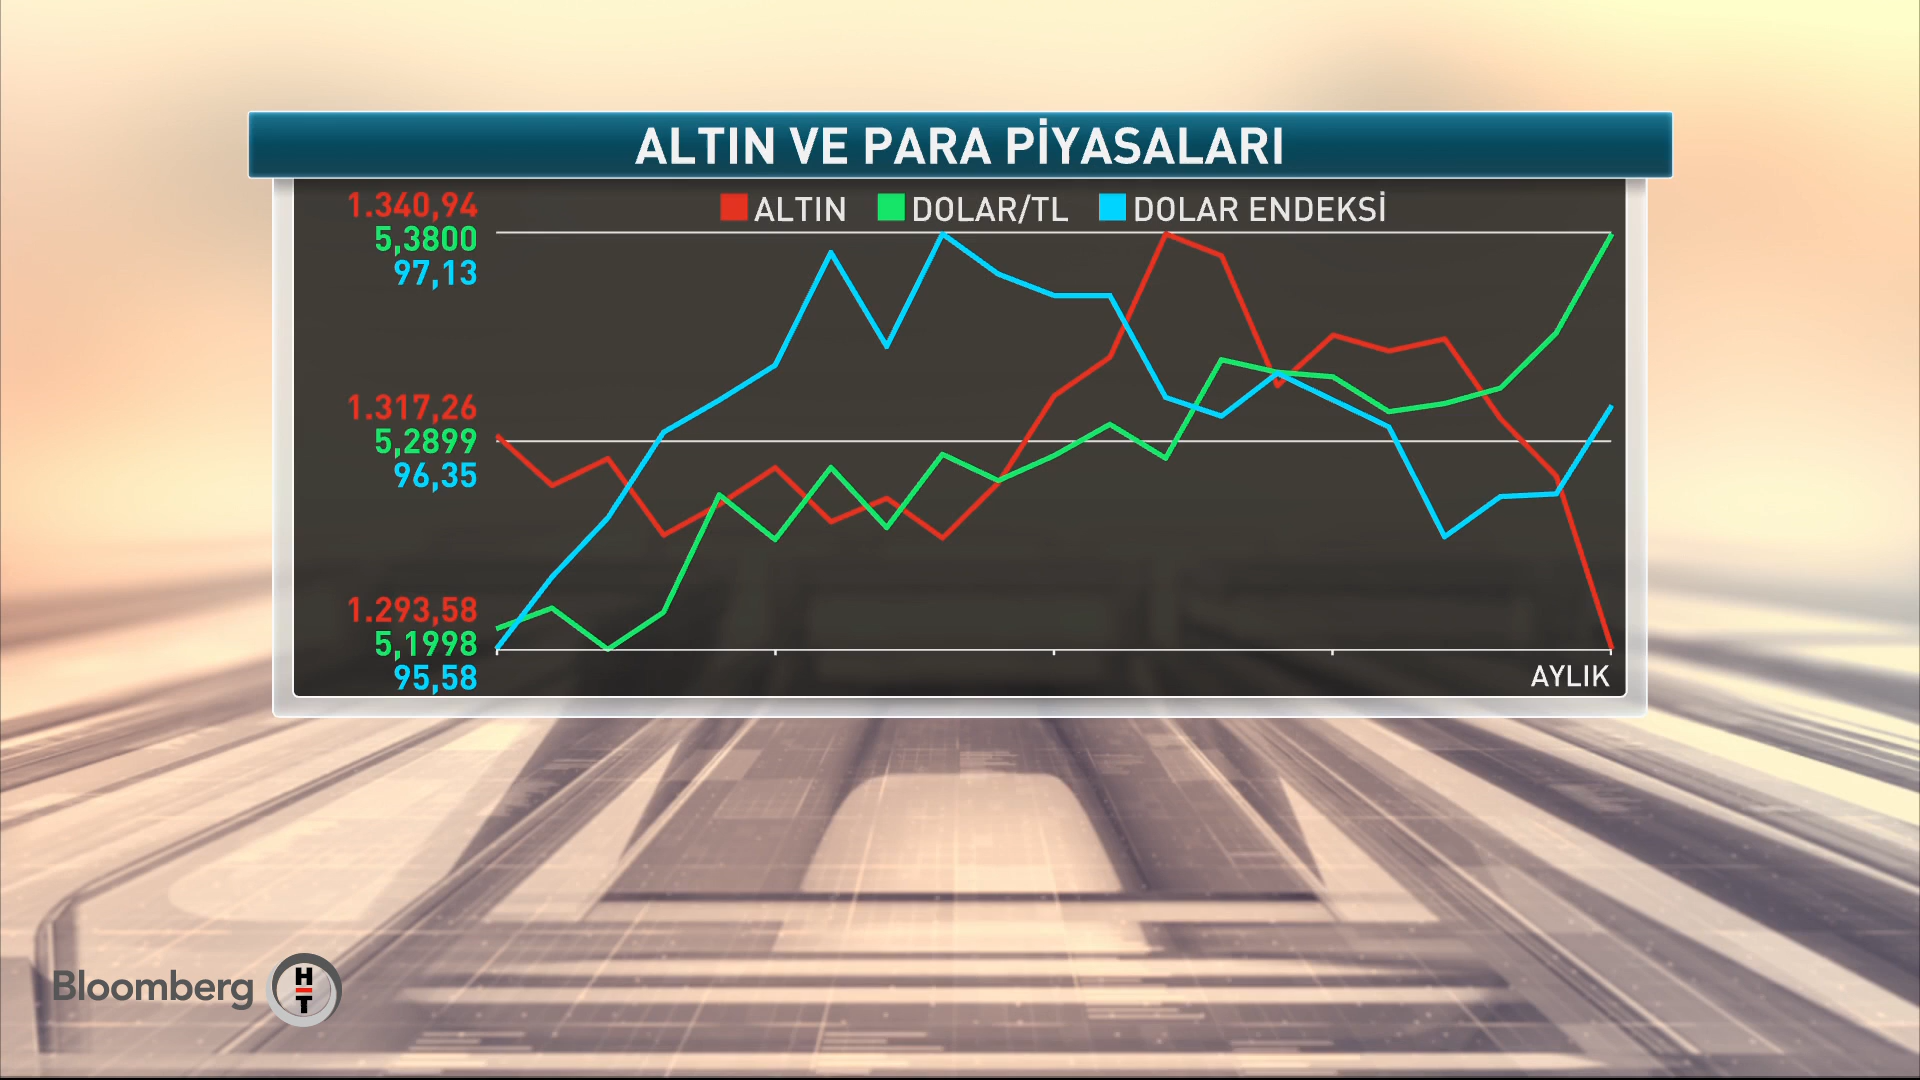 ALTIN VE PARA PİYASALARI
ALTIN DOLAR/TL DOLAR ENDEKSİ
1.340,94
5,3800
97,13
1.317,26
5,2899
96,35
1.293,58
5,1998
95,58
AYLIK
Bloomberg HT